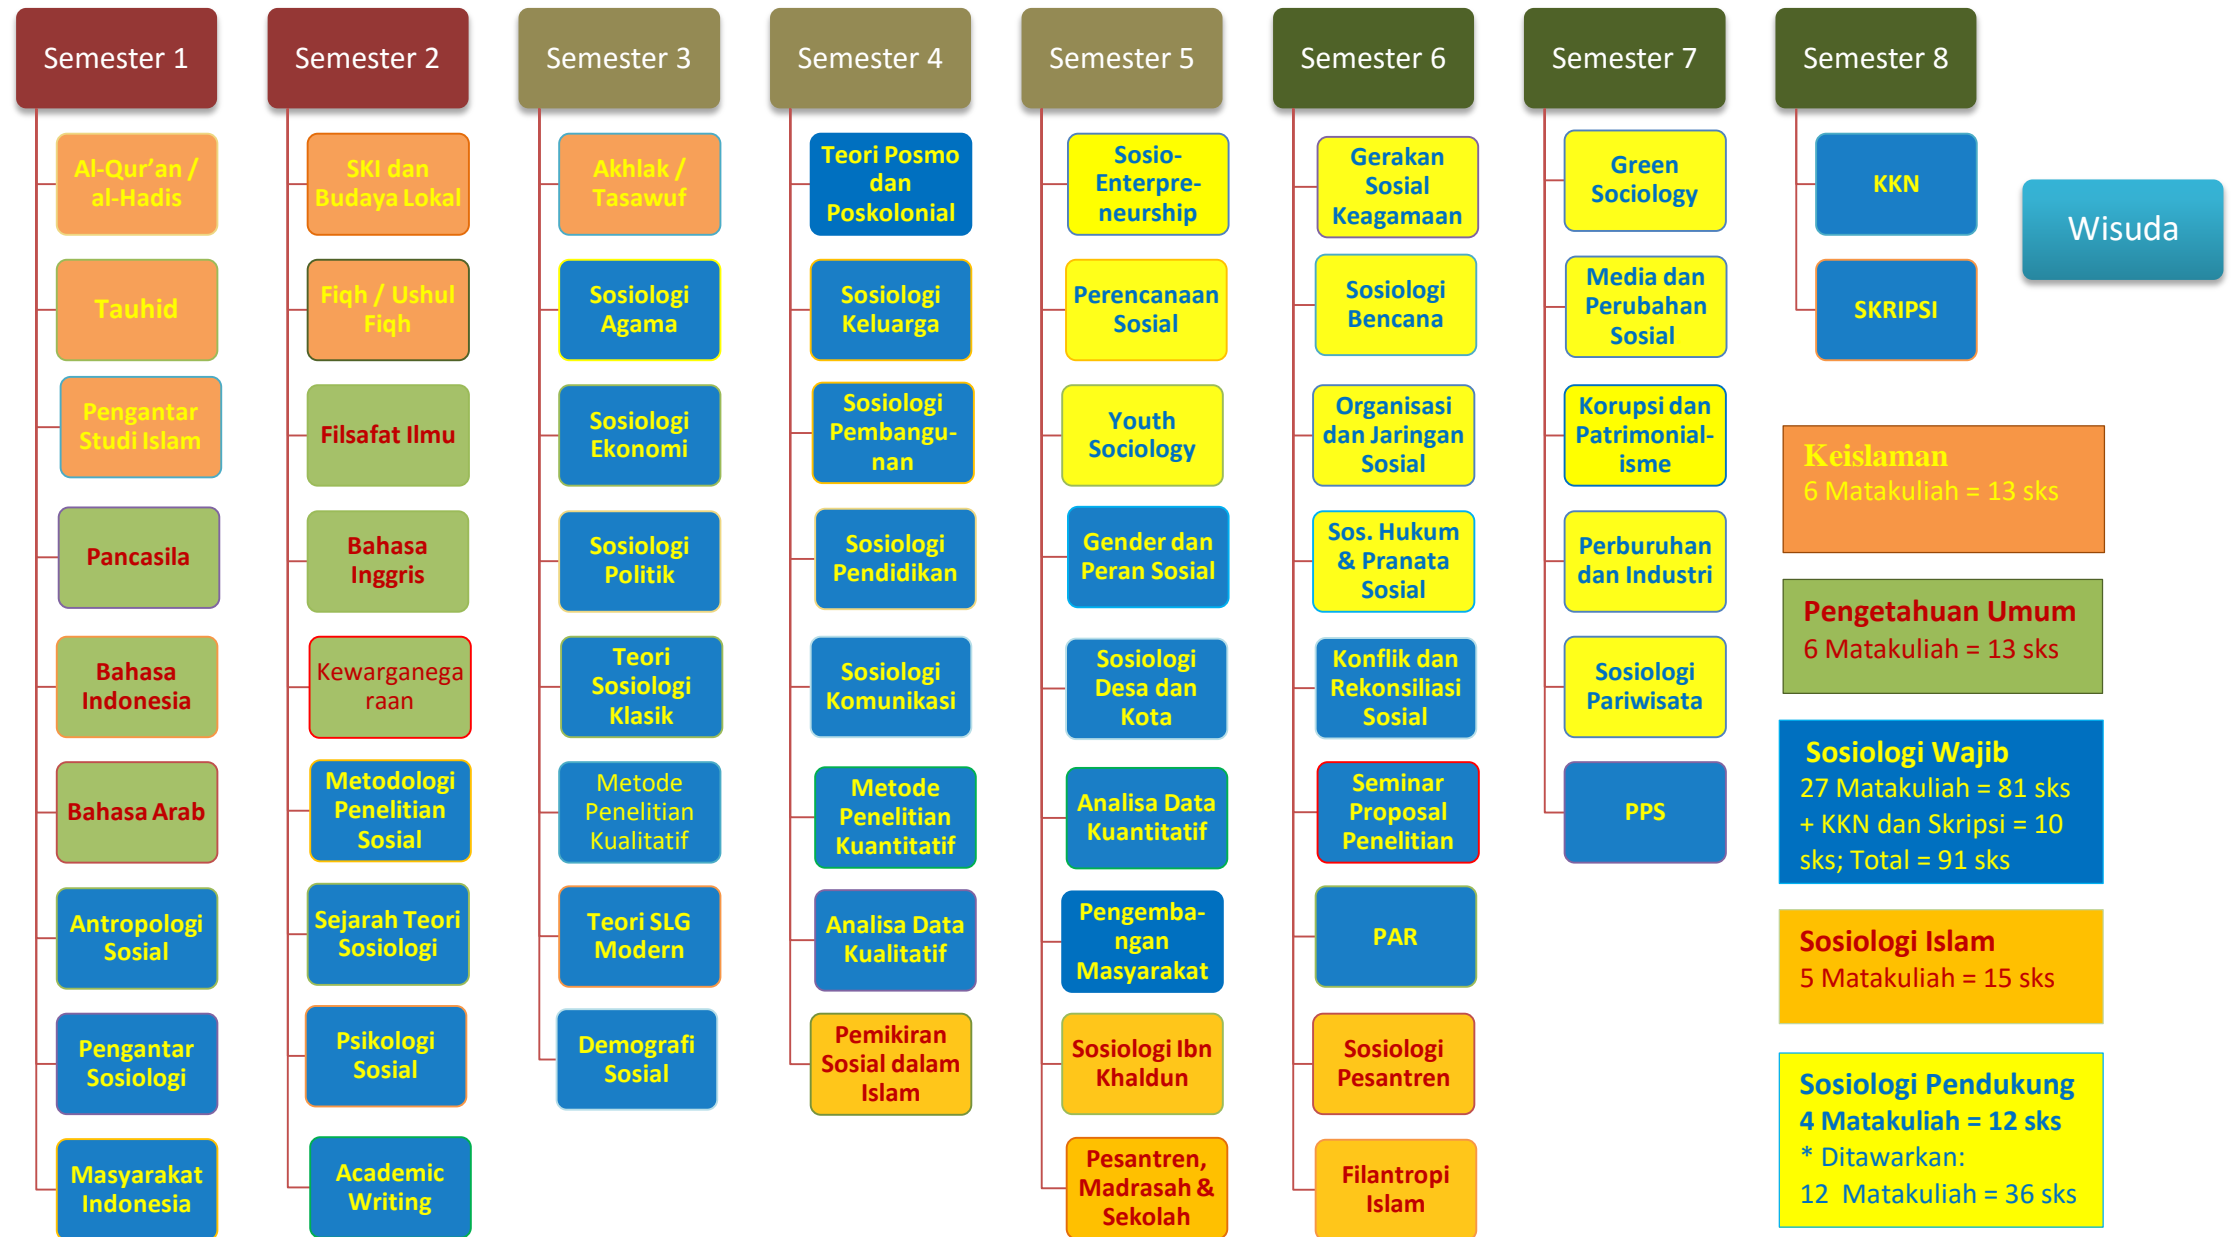 Semester 1
Al-Qur'an /
al-Hadis
Tauhid
Pengantar
Studi Islam
Pancasila
Bahasa
Indonesia
Bahasa Arab
Antropologi
Sosial
Pengantar
Sosiologi
Masyarakat
Indonesia
Semester 2
SKI dan
Budaya Lokal
Fiqh / Ushul
Fiqh
Filsafat Ilmu
Bahasa
Inggris
Kewarganega
raan
Metodologi
Penelitian
Sosial
Sejarah Teori
Sosiologi
Psikologi
Sosial
Academic
Writing
Semester 3
Akhlak /
Tasawuf
Sosiologi
Agama
Sosiologi
Ekonomi
Sosiologi
Politik
Teori
Sosiologi
Klasik
Metode
Penelitian
Kualitatif
Teori SLG
Modern
Demografi
Sosial
Semester 4
Teori Posmo
dan
Poskolonial
Sosiologi
Keluarga
Sosiologi
Pembangu-
nan
Sosiologi
Pendidikan
Sosiologi
Komunikasi
Metode
Penelitian
Kuantitatif
Analisa Data
Kualitatif
Pemikiran
Sosial dalam
Islam
Semester 5
Sosio-
Enterpre-
neurship
Perencanaan
Sosial
Youth
Sociology
Gender dan
Peran Sosial
Sosiologi
Desa dan
Kota
Analisa Data
Kuantitatif
Pengemba-
ngan
Masyarakat
Sosiologi Ibn
Khaldun
Pesantren,
Madrasah &
Sekolah
Semester 6
Gerakan
Sosial
Keagamaan
Sosiologi
Bencana
Organisasi
dan Jaringan
Sosial
Sos. Hukum
& Pranata
Sosial
Konflik dan
Rekonsiliasi
Sosial
Seminar
Proposal
Penelitian
PAR
Sosiologi
Pesantren
Filantropi
Islam
Semester 7
Green
Sociology
Media dan
Perubahan
Sosial
Korupsi dan
Patrimonial-
isme
Perburuhan
dan Industri
Sosiologi
Pariwisata
PPS
Semester 8
KKN
SKRIPSI
Wisuda
Keislaman
6 Matakuliah = 13 sks
Pengetahuan Umum
6 Matakuliah = 13 sks
Sosiologi Wajib
27 Matakuliah = 81 sks
+ KKN dan Skripsi = 10
sks; Total = 91 sks
Sosiologi Islam
5 Matakuliah = 15 sks
Sosiologi Pendukung
4 Matakuliah = 12 sks
* Ditawarkan:
12 Matakuliah = 36 sks